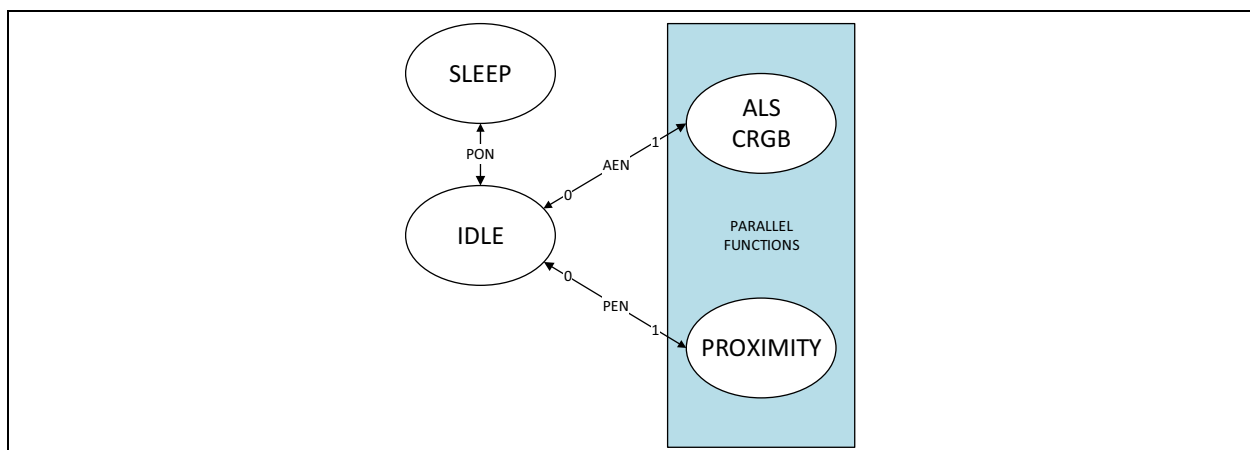 SLEEP
PON
IDLE
0
AEN
1
0
PEN
1
ALS
CRGB
PARALLEL
FUNCTIONS
PROXIMITY